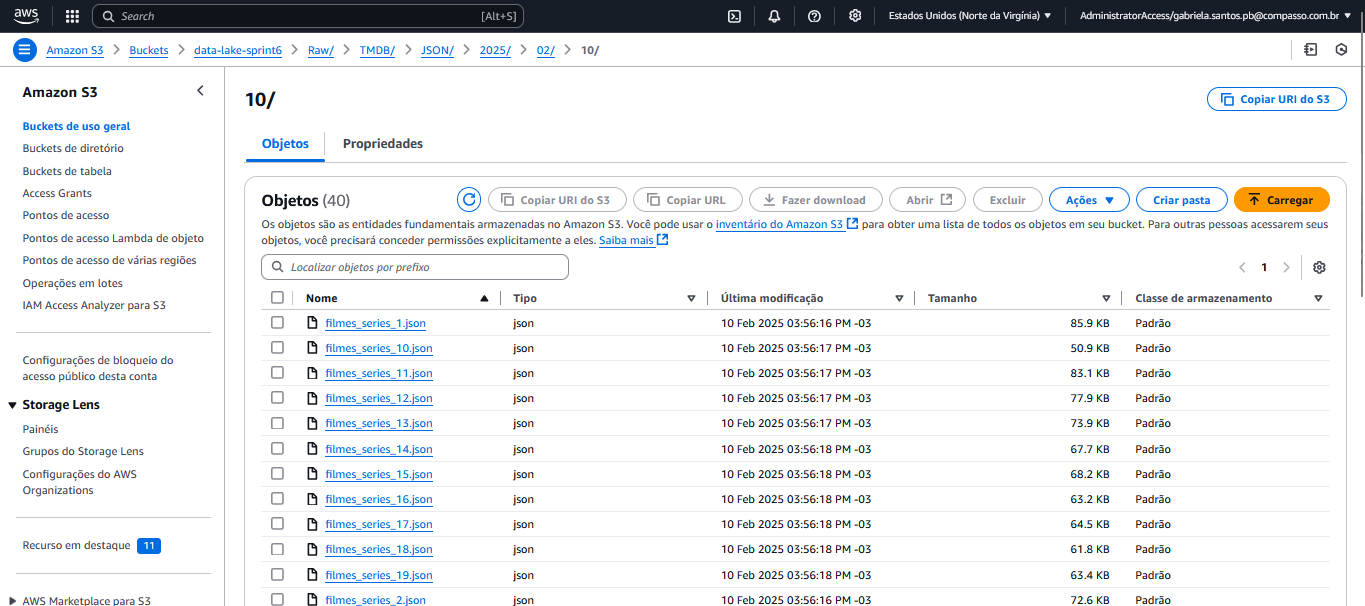 aws
Search [Alt+S]
Estados Unidos (Norte da Virgínia) ▼
AdministratorAccess/gabriela.santos.pb@compasso.com.br ▼
Amazon S3 > Buckets > data-lake-sprint6 > Raw/ > TMDB/ > JSON/ > 2025/ > 02/ > 10/
Amazon S3
Buckets de uso geral
Buckets de diretório
Buckets de tabela
Access Grants
Pontos de acesso
Pontos de acesso Lambda de objeto
Pontos de acesso de várias regiões
Operações em lotes
IAM Access Analyzer para S3
Configurações de bloqueio do
acesso público desta conta
Storage Lens
Painéis
Grupos do Storage Lens
Configurações do AWS
Organizations
Recurso em destaque 11
AWS Marketplace para S3
10/
Copiar URI do S3
Objetos Propriedades
Objetos (40)
Copiar URI do S3 Copiar URL Fazer download Abrir Excluir Ações ▼ Criar pasta Carregar
Os objetos são as entidades fundamentais armazenadas no Amazon S3. Você pode usar o inventário do Amazon S3 para obter uma lista de todos os objetos em seu bucket. Para outras pessoas acessarem seus
objetos, você precisará conceder permissões explicitamente a eles. Saiba mais
Localizar objetos por prefixo
1
Nome Tipo Última modificação Tamanho Classe de armazenamento
filmes_series_1.json json 10 Feb 2025 03:56:16 PM -03 85.9 KB Padrão
filmes_series_10.json json 10 Feb 2025 03:56:17 PM -03 50.9 KB Padrão
filmes_series_11.json json 10 Feb 2025 03:56:17 PM -03 83.1 KB Padrão
filmes_series_12.json json 10 Feb 2025 03:56:17 PM -03 77.9 KB Padrão
filmes_series_13.json json 10 Feb 2025 03:56:17 PM -03 73.9 KB Padrão
filmes_series_14.json json 10 Feb 2025 03:56:18 PM -03 67.7 KB Padrão
filmes_series_15.json json 10 Feb 2025 03:56:18 PM -03 68.2 KB Padrão
filmes_series_16.json json 10 Feb 2025 03:56:18 PM -03 63.2 KB Padrão
filmes_series_17.json json 10 Feb 2025 03:56:18 PM -03 64.5 KB Padrão
filmes_series_18.json json 10 Feb 2025 03:56:18 PM -03 61.8 KB Padrão
filmes_series_19.json json 10 Feb 2025 03:56:18 PM -03 63.4 KB Padrão
filmes_series_2.json json 10 Feb 2025 03:56:16 PM -03 72.6 KB Padrão